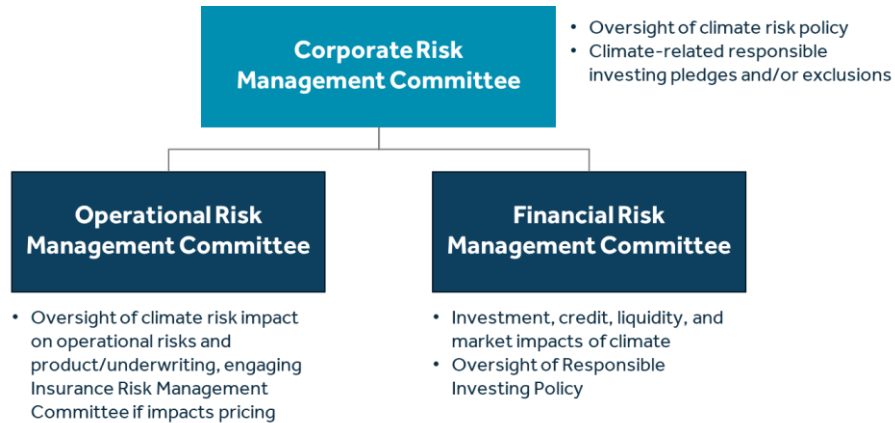 Corporate Risk
Management Committee
• Oversight of climate risk policy
• Climate-related responsible
investing pledges and/or exclusions
Operational Risk
Management Committee
Financial Risk
Management Committee
• Oversight of climate risk impact
on operational risks and
product/underwriting, engaging
Insurance Risk Management
Committee if impacts pricing
• Investment, credit, liquidity, and
market impacts of climate
• Oversight of Responsible
Investing Policy